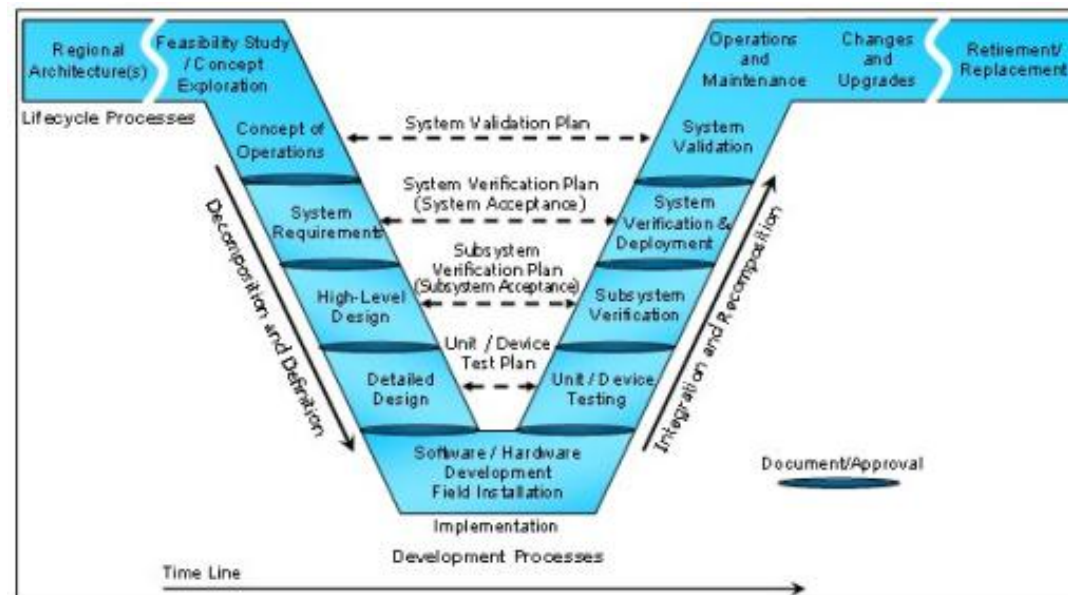 Regional
Architecture(s)
Feasibility Study
/ Concept
Exploration
Operations
and
Maintenance
Changes
and
Upgrades
Retirement/
Replacement
Lifecycle Processes
Concept of
Operations
System Validation Plan
System
Validation
System
Requirements
System Verification Plan
(System Acceptance)
System
Verification &
Deployment
High-Level
Design
Subsystem
Verification Plan
(Subsystem Acceptance)
Subsystem
Verification
Detailed
Design
Unit / Device
Test Plan
Unit / Device
Testing
Decomposition and Definition
Integration and Recomposition
Software / Hardware
Development
Field Installation
Implementation
Development Processes
Document/Approval
Time Line